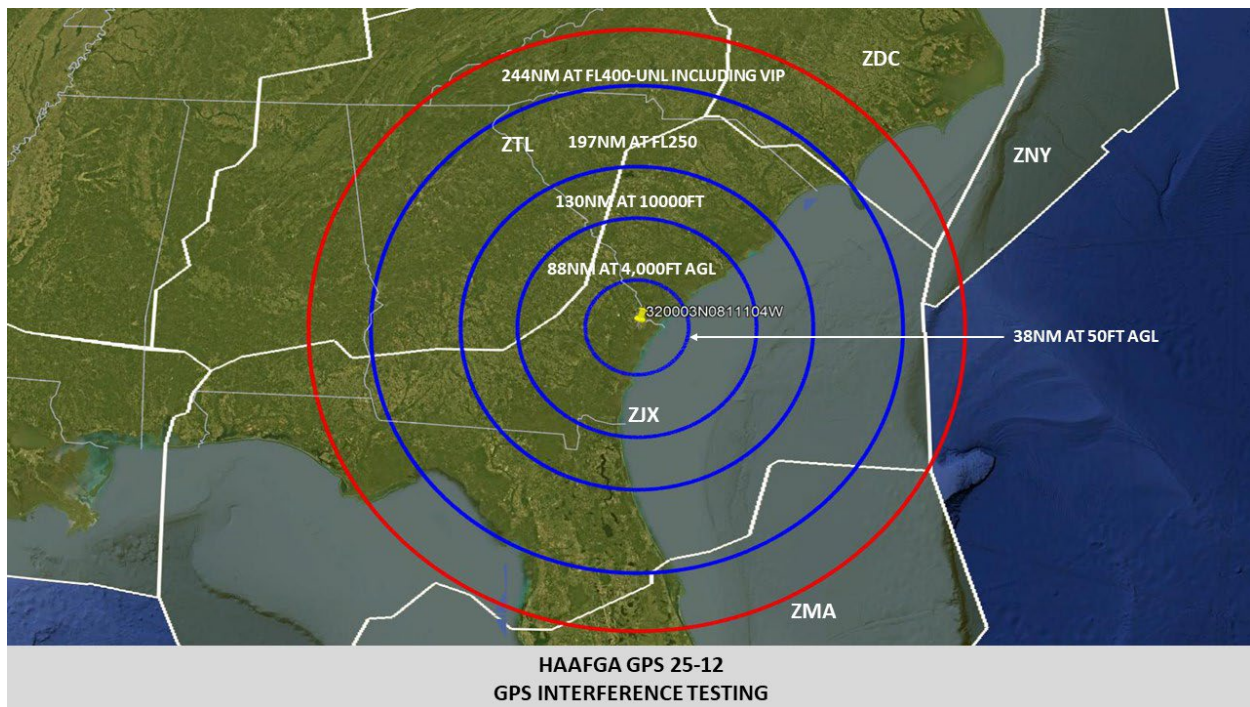 244NM AT FL400-UNL INCLUDING VIP
ZDC
ZTL
197NM AT FL250
ZNY
130NM AT 10000FT
88NM AT 4,000FT AGL
320003N0811104W
38NM AT 50FT AGL
ZJX
ZMA
HAAFGA GPS 25-12
GPS INTERFERENCE TESTING